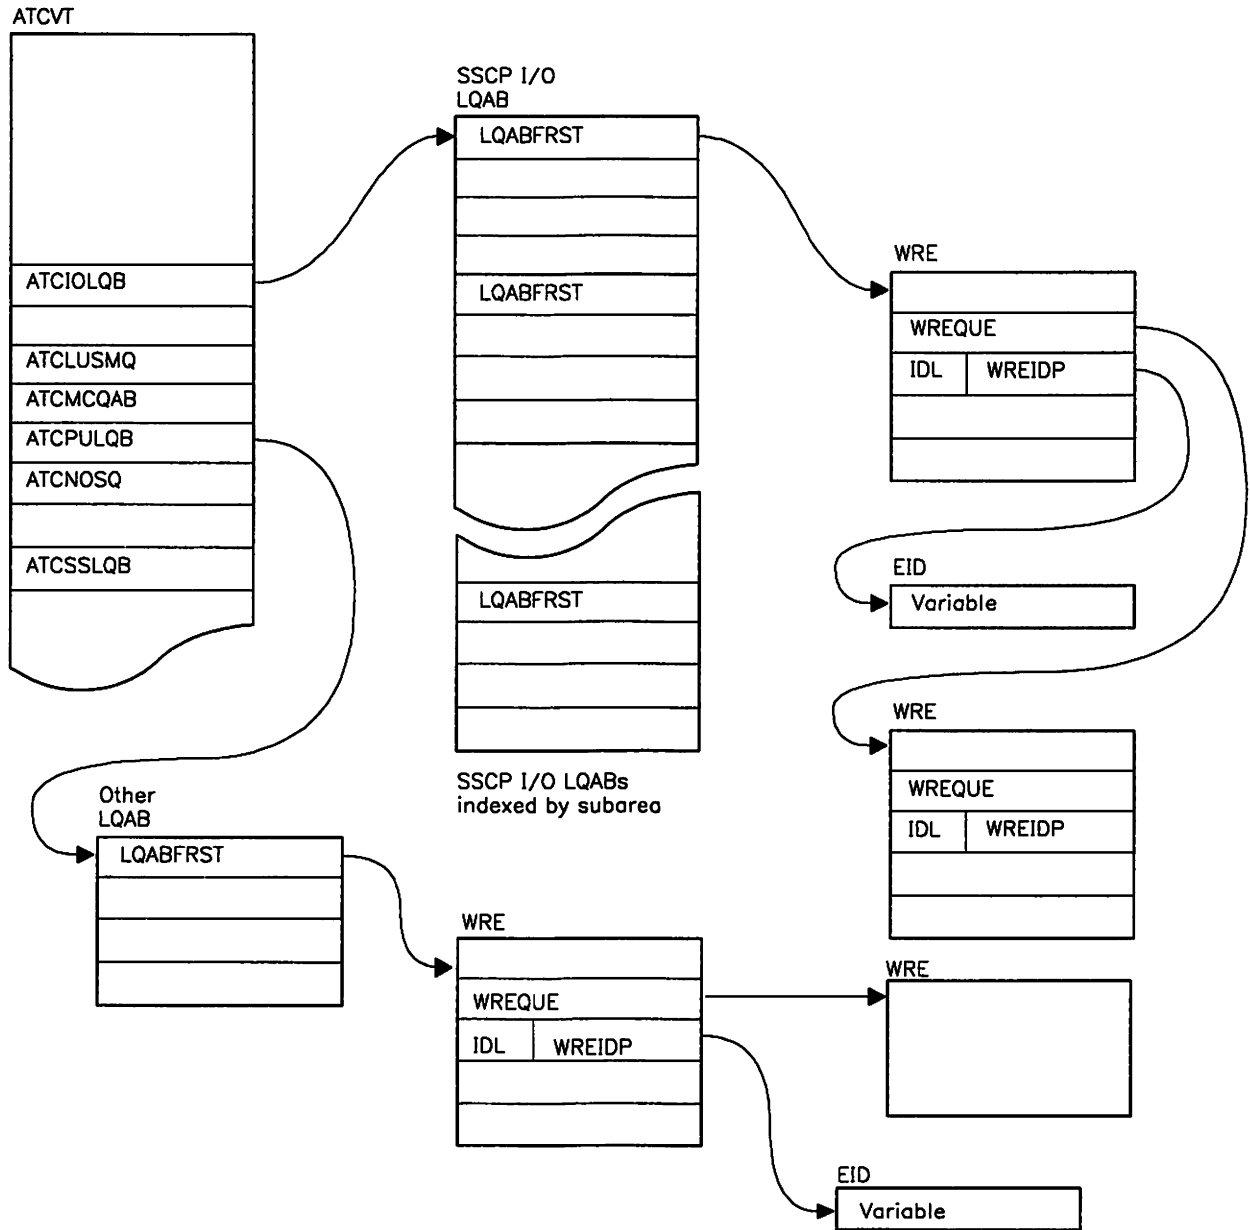 ATCVT
ATCIOLQB
ATCLUSMQ
ATCMCQAB
ATCPULQB
ATCNOSQ
ATCSSLQB
SSCP I/O
LQAB
LQABFRST
LQABFRST
LQABFRST
SSCP I/O LQABs
indexed by subarea
WRE
WREQUE
IDL WREIDP
EID
Variable
WRE
WREQUE
IDL WREIDP
Other
LQAB
LQABFRST
WRE
WREQUE
IDL WREIDP
WRE
EID
Variable